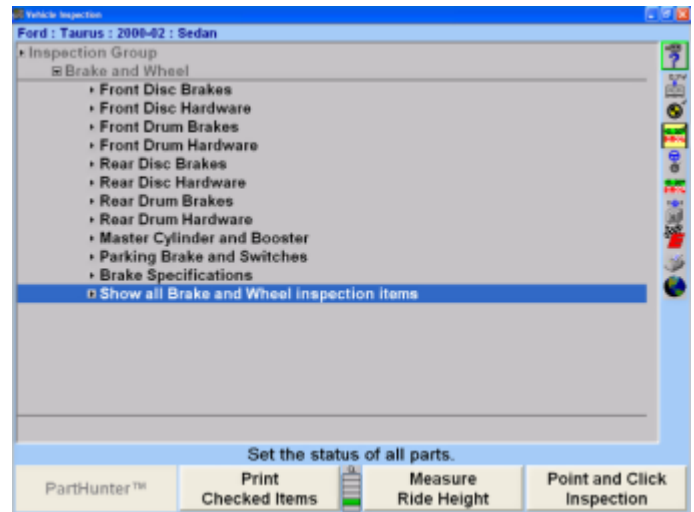 Vehicle Inspection
Ford : Taurus : 2000-02 : Sedan
Inspection Group
Brake and Wheel
Front Disc Brakes
Front Disc Hardware
Front Drum Brakes
Front Drum Hardware
Rear Disc Brakes
Rear Disc Hardware
Rear Drum Brakes
Rear Drum Hardware
Master Cylinder and Booster
Parking Brake and Switches
Brake Specifications
Show all Brake and Wheel inspection items
Set the status of all parts.
PartHunter™
Print
Checked Items
Measure
Ride Height
Point and Click
Inspection